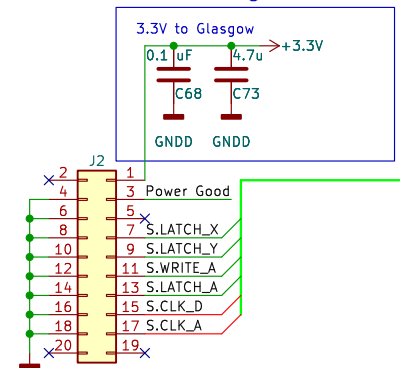 3.3V to Glasgow
+3.3V
0.1 uF
4.7u
C68
C73
GNDD
GNDD
J2
2
1
4
3
Power Good
6
5
8
7
S.LATCH_X
10
9
S.LATCH_Y
12
11
S.WRITE_A
14
13
S.LATCH_A
16
15
S.CLK_D
18
17
S.CLK_A
20
19